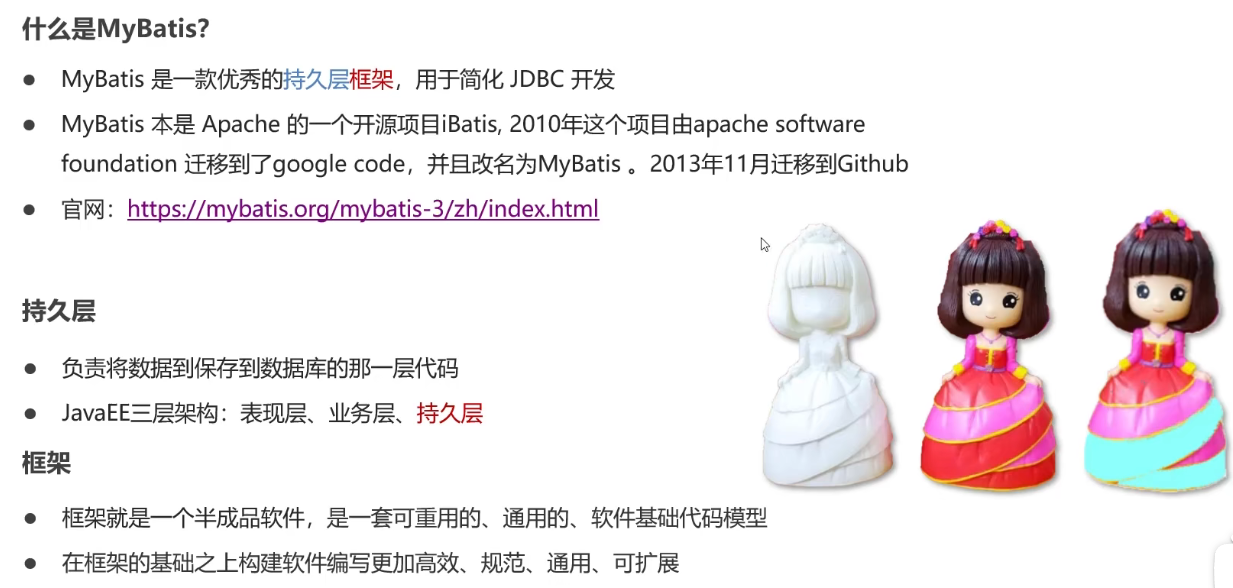 什么是MyBatis?
● MyBatis 是一款优秀的持久层框架，用于简化 JDBC 开发
● MyBatis 本是 Apache 的一个开源项目iBatis, 2010年这个项目由apache software
foundation 迁移到了google code，并且改名为MyBatis 。2013年11月迁移到Github
● 官网：https://mybatis.org/mybatis-3/zh/index.html
持久层
● 负责将数据到保存到数据库的那一层代码
● JavaEE三层架构：表现层、业务层、持久层
框架
● 框架就是一个半成品软件，是一套可重用的、通用的、软件基础代码模型
● 在框架的基础之上构建软件编写更加高效、规范、通用、可扩展